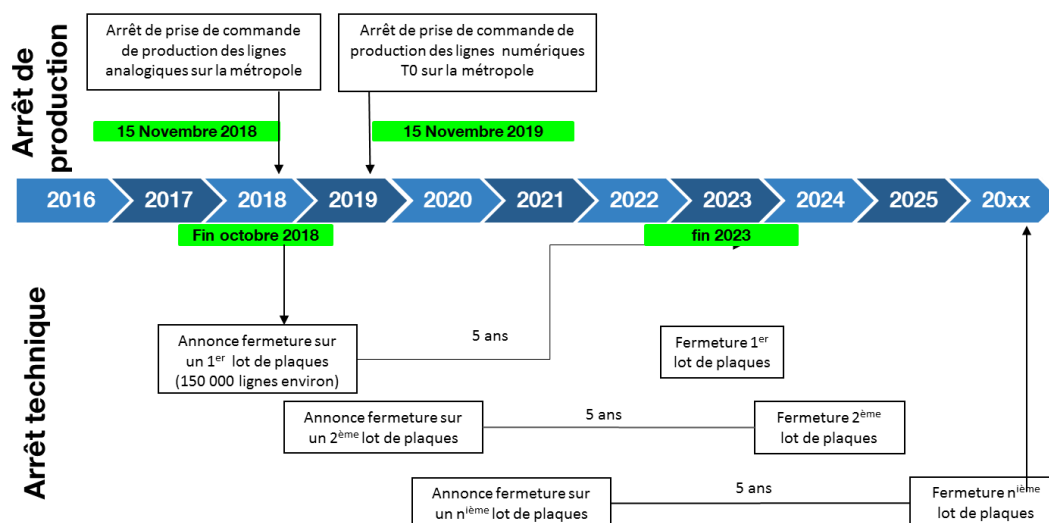 Arrêt de
production
Arrêt de prise de commande
de production des lignes
analogiques sur la métropole
Arrêt de prise de commande de
production des lignes numériques
T0 sur la métropole
15 Novembre 2018
15 Novembre 2019
2016
2017
2018
2019
2020
2021
2022
2023
2024
2025
20xx
Fin octobre 2018
fin 2023
Arrêt technique
Annonce fermeture sur
un 1er lot de plaques
(150 000 lignes environ)
5 ans
Fermeture 1er
lot de plaques
Annonce fermeture sur
un 2ème lot de plaques
5 ans
Fermeture 2ème
lot de plaques
Annonce fermeture sur
un nième lot de plaques
5 ans
Fermeture nième
lot de plaques